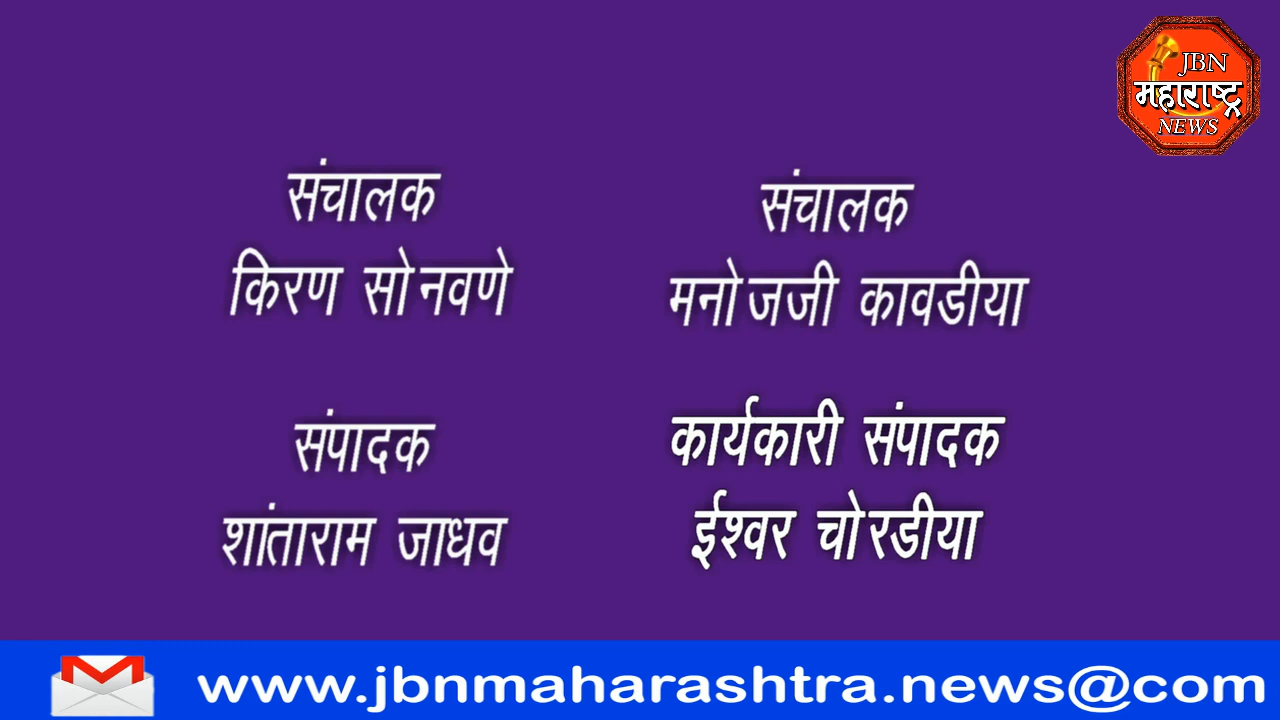 JBN
महाराष्ट्र
NEWS
संचालक
किरण सोनवणे
संचालक
मनोजजी कावडीया
संपादक
शांताराम जाधव
कार्यकारी संपादक
ईश्वर चोरडीया
www.jbnmaharashtra.news@com